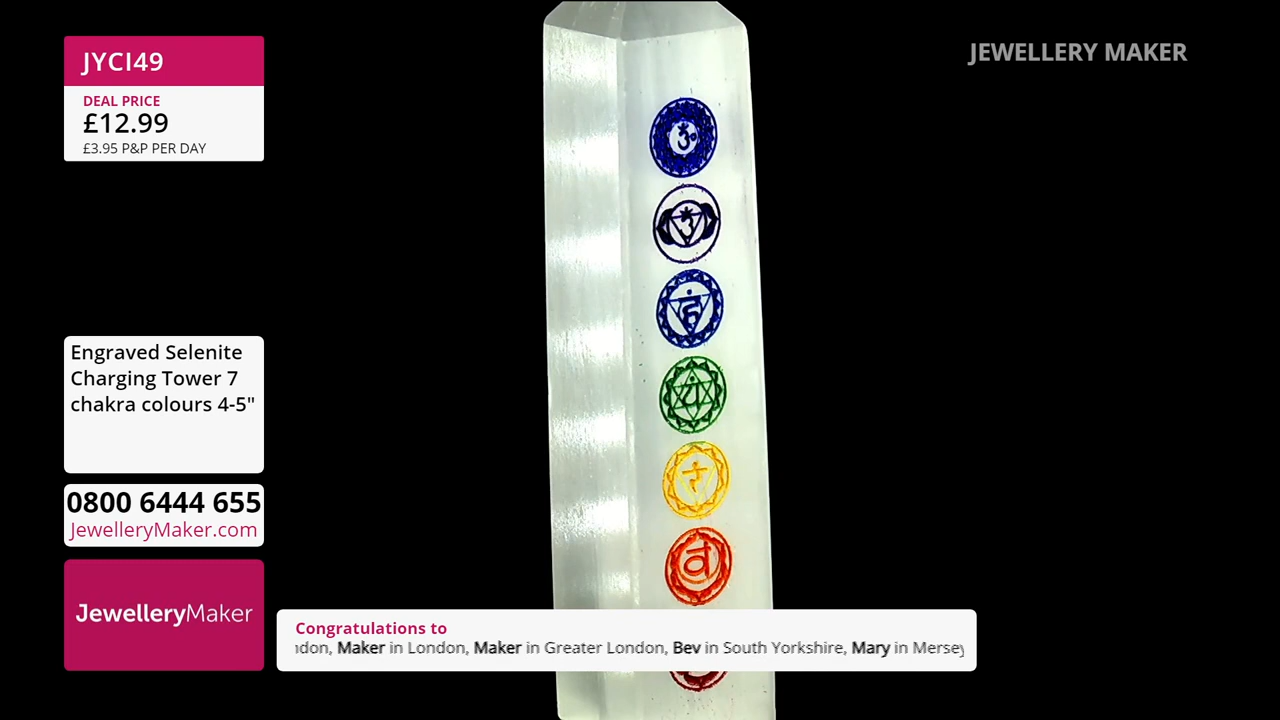 JYCI49
DEAL PRICE
£12.99
£3.95 P&P PER DAY
JEWELLERY MAKER
ॐ
ॐ
हं
यं
रं
वं
Engraved Selenite
Charging Tower 7
chakra colours 4-5"
0800 6444 655
JewelleryMaker.com
JewelleryMaker
Congratulations to
Maker in London, Maker in Greater London, Bev in South Yorkshire, Mary in